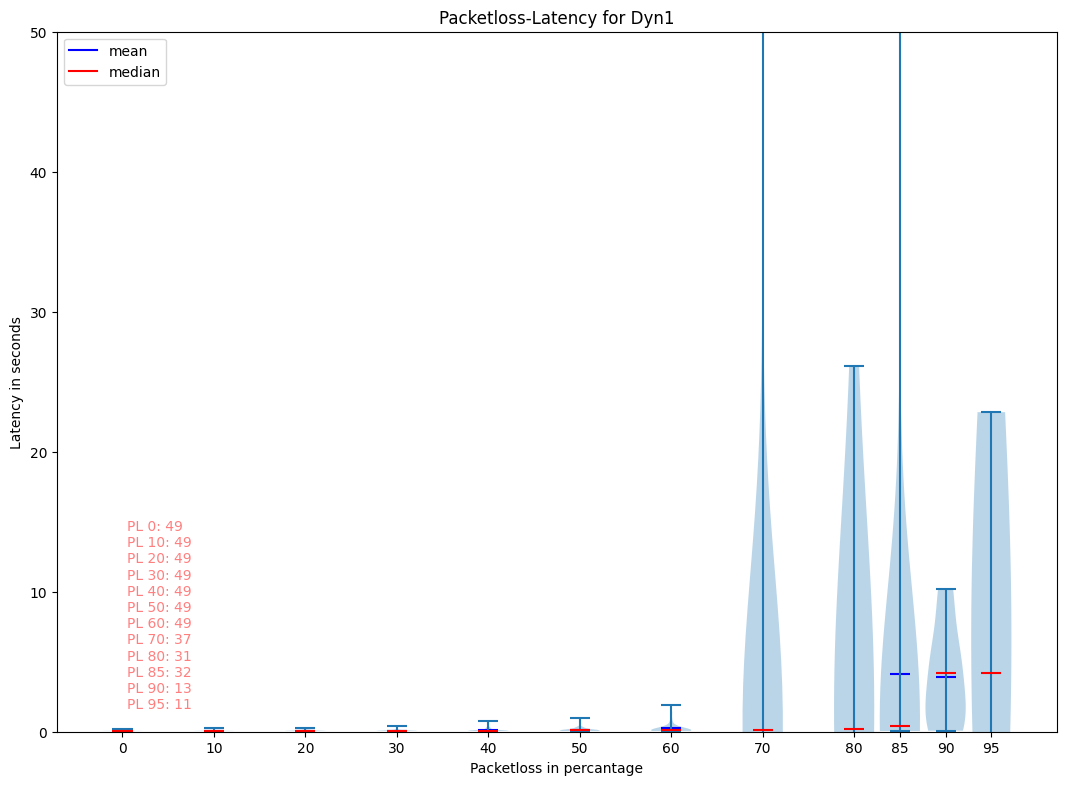 Packetloss-Latency for Dyn1
mean
median
50
40
30
20
10
0
Latency in seconds
PL 0: 49
PL 10: 49
PL 20: 49
PL 30: 49
PL 40: 49
PL 50: 49
PL 60: 49
PL 70: 37
PL 80: 31
PL 85: 32
PL 90: 13
PL 95: 11
0 10 20 30 40 50 60 70 80 85 90 95
Packetloss in percantage